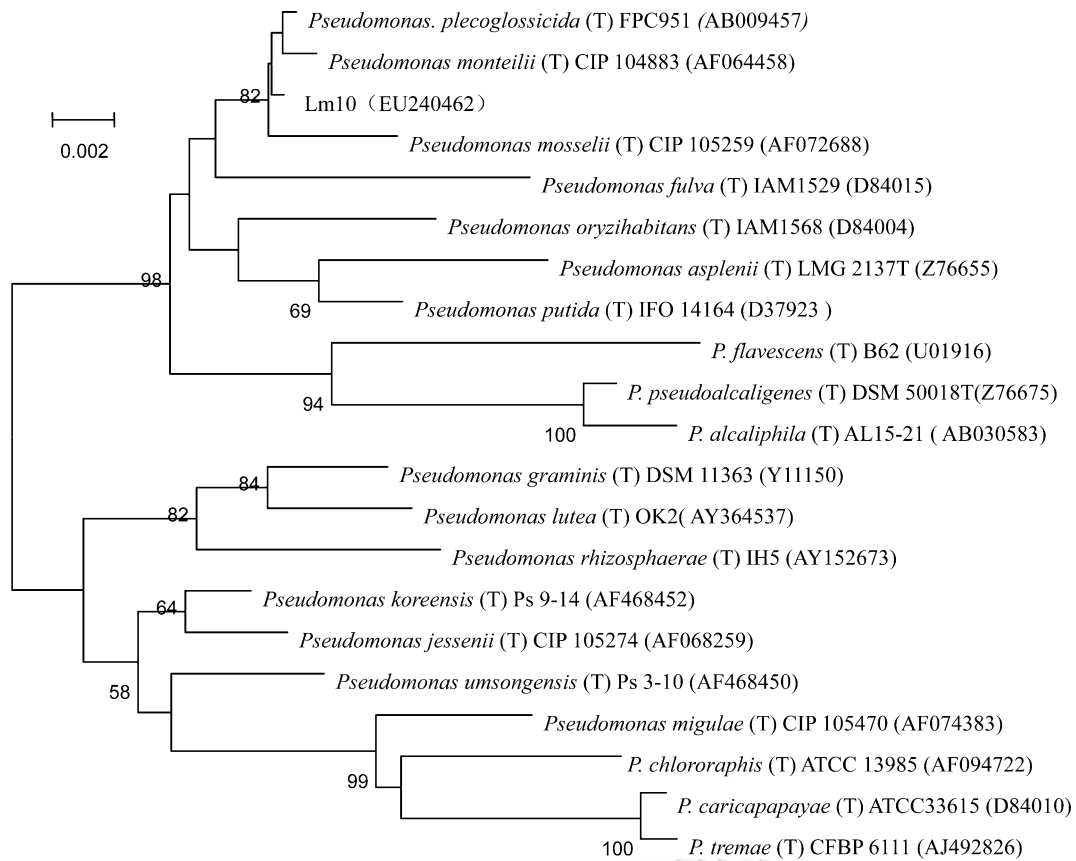 Pseudomonas. plecoglossicida (T) FPC951 (AB009457)
Pseudomonas monteilii (T) CIP 104883 (AF064458)
82
Lm10（EU240462）
0.002
Pseudomonas mosselii (T) CIP 105259 (AF072688)
Pseudomonas fulva (T) IAM1529 (D84015)
Pseudomonas oryzihabitans (T) IAM1568 (D84004)
Pseudomonas asplenii (T) LMG 2137T (Z76655)
98
69
Pseudomonas putida (T) IFO 14164 (D37923 )
P. flavescens (T) B62 (U01916)
P. pseudoalcaligenes (T) DSM 50018T(Z76675)
94
100
P. alcaliphila (T) AL15-21 ( AB030583)
Pseudomonas graminis (T) DSM 11363 (Y11150)
84
82
Pseudomonas lutea (T) OK2( AY364537)
Pseudomonas rhizosphaerae (T) IH5 (AY152673)
Pseudomonas koreensis (T) Ps 9-14 (AF468452)
64
Pseudomonas jessenii (T) CIP 105274 (AF068259)
Pseudomonas umsongensis (T) Ps 3-10 (AF468450)
58
Pseudomonas migulae (T) CIP 105470 (AF074383)
P. chlororaphis (T) ATCC 13985 (AF094722)
99
P. caricapapayae (T) ATCC33615 (D84010)
100
P. tremae (T) CFBP 6111 (AJ492826)